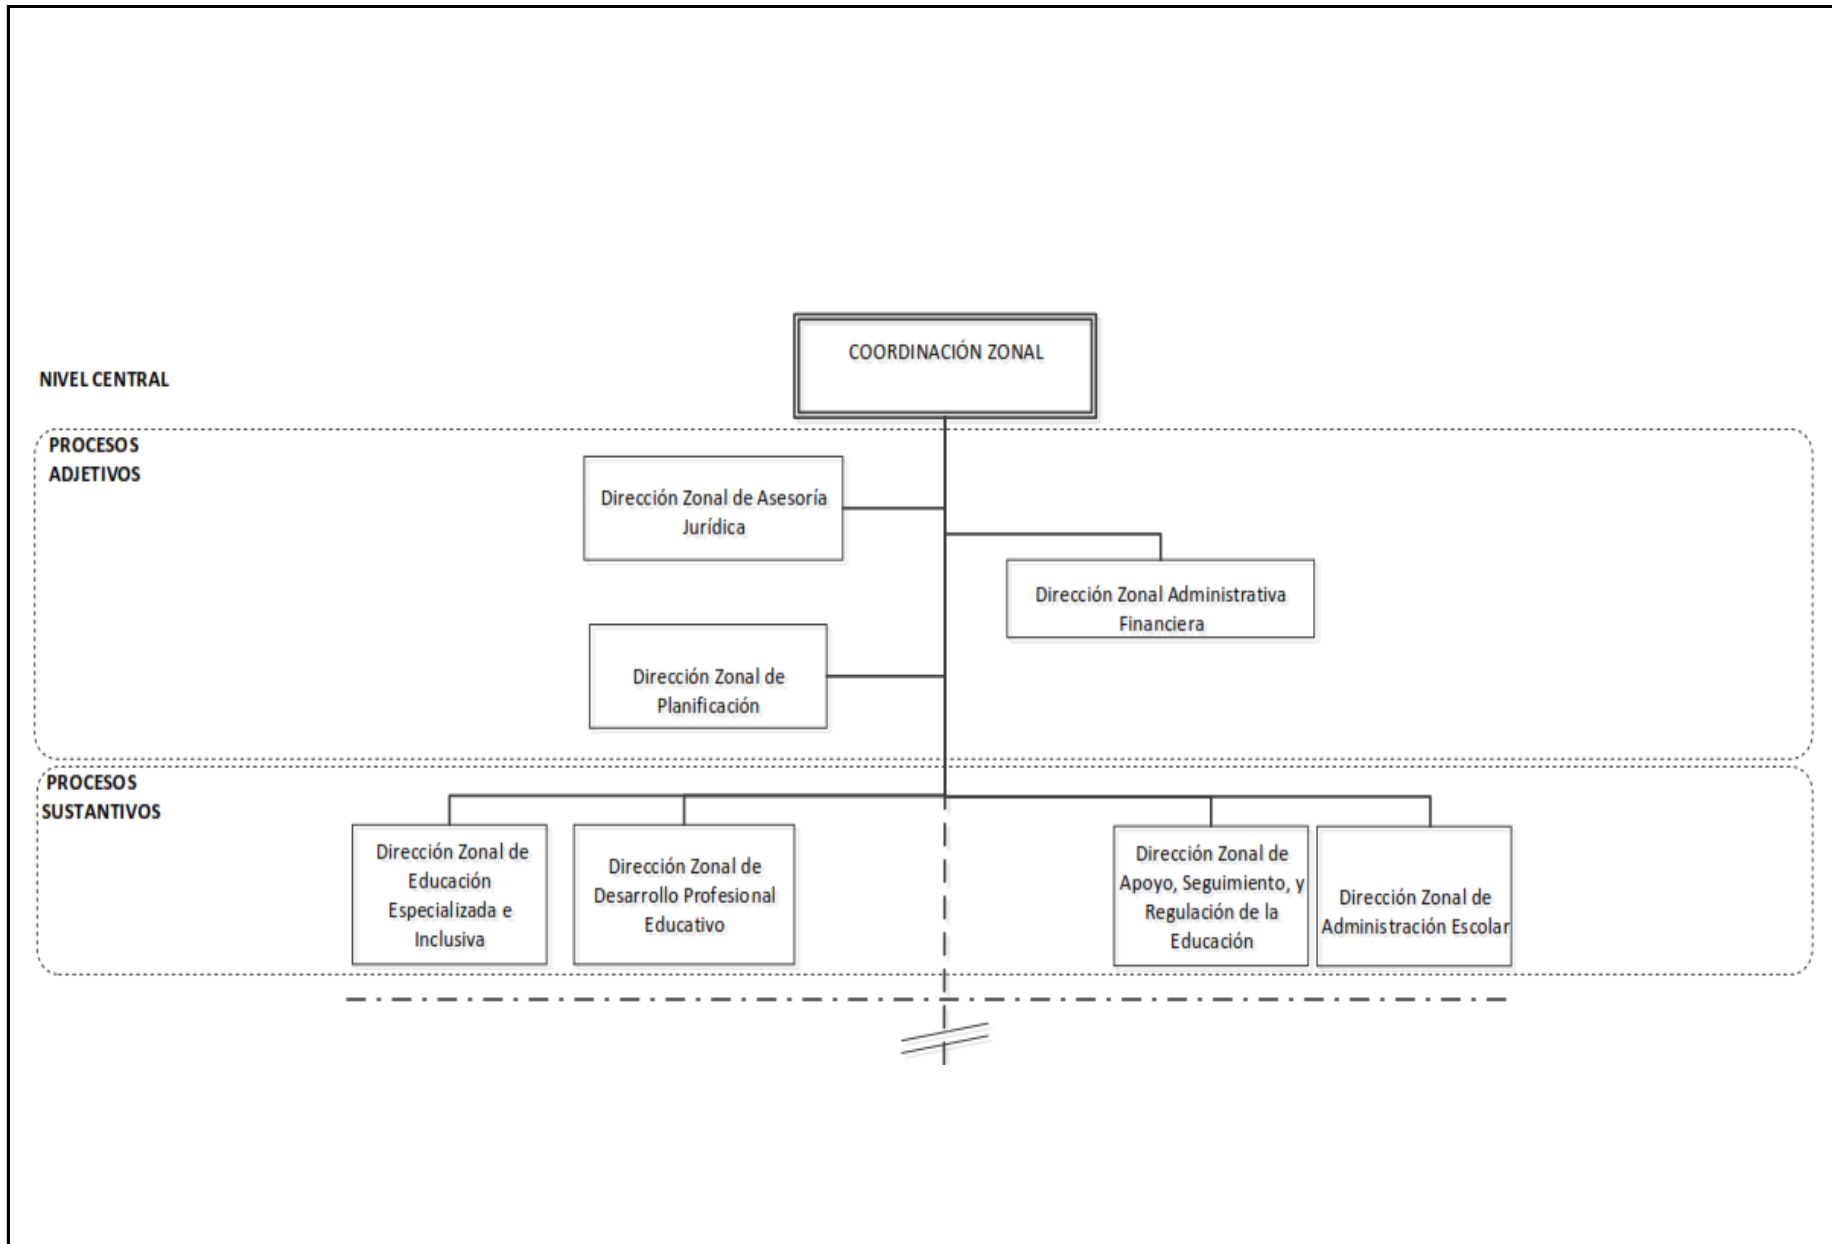 COORDINACIÓN ZONAL
NIVEL CENTRAL
PROCESOS
ADJETIVOS
Dirección Zonal de Asesoría
Jurídica
Dirección Zonal Administrativa
Financiera
Dirección Zonal de
Planificación
PROCESOS
SUSTANTIVOS
Dirección Zonal de
Educación
Especializada e
Inclusiva
Dirección Zonal de
Desarrollo Profesional
Educativo
Dirección Zonal de
Apoyo, Seguimiento, y
Regulación de la
Educación
Dirección Zonal de
Administración Escolar